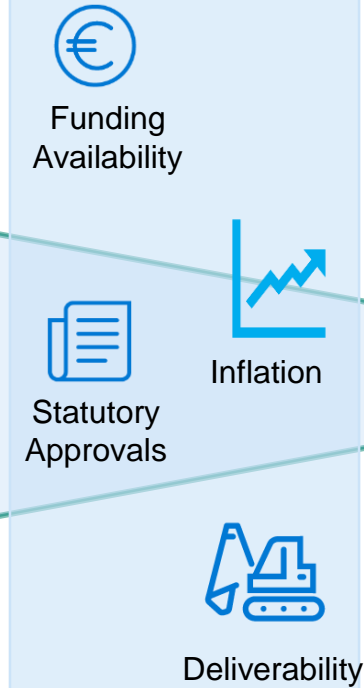 Funding
Availability
Inflation
Statutory
Approvals
Deliverability